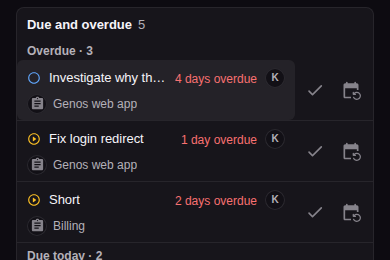 Due and overdue 5
Overdue · 3
Investigate why th… 4 days overdue K
Genos web app
Fix login redirect 1 day overdue K
Genos web app
Short 2 days overdue K
Billing
Due today · 2